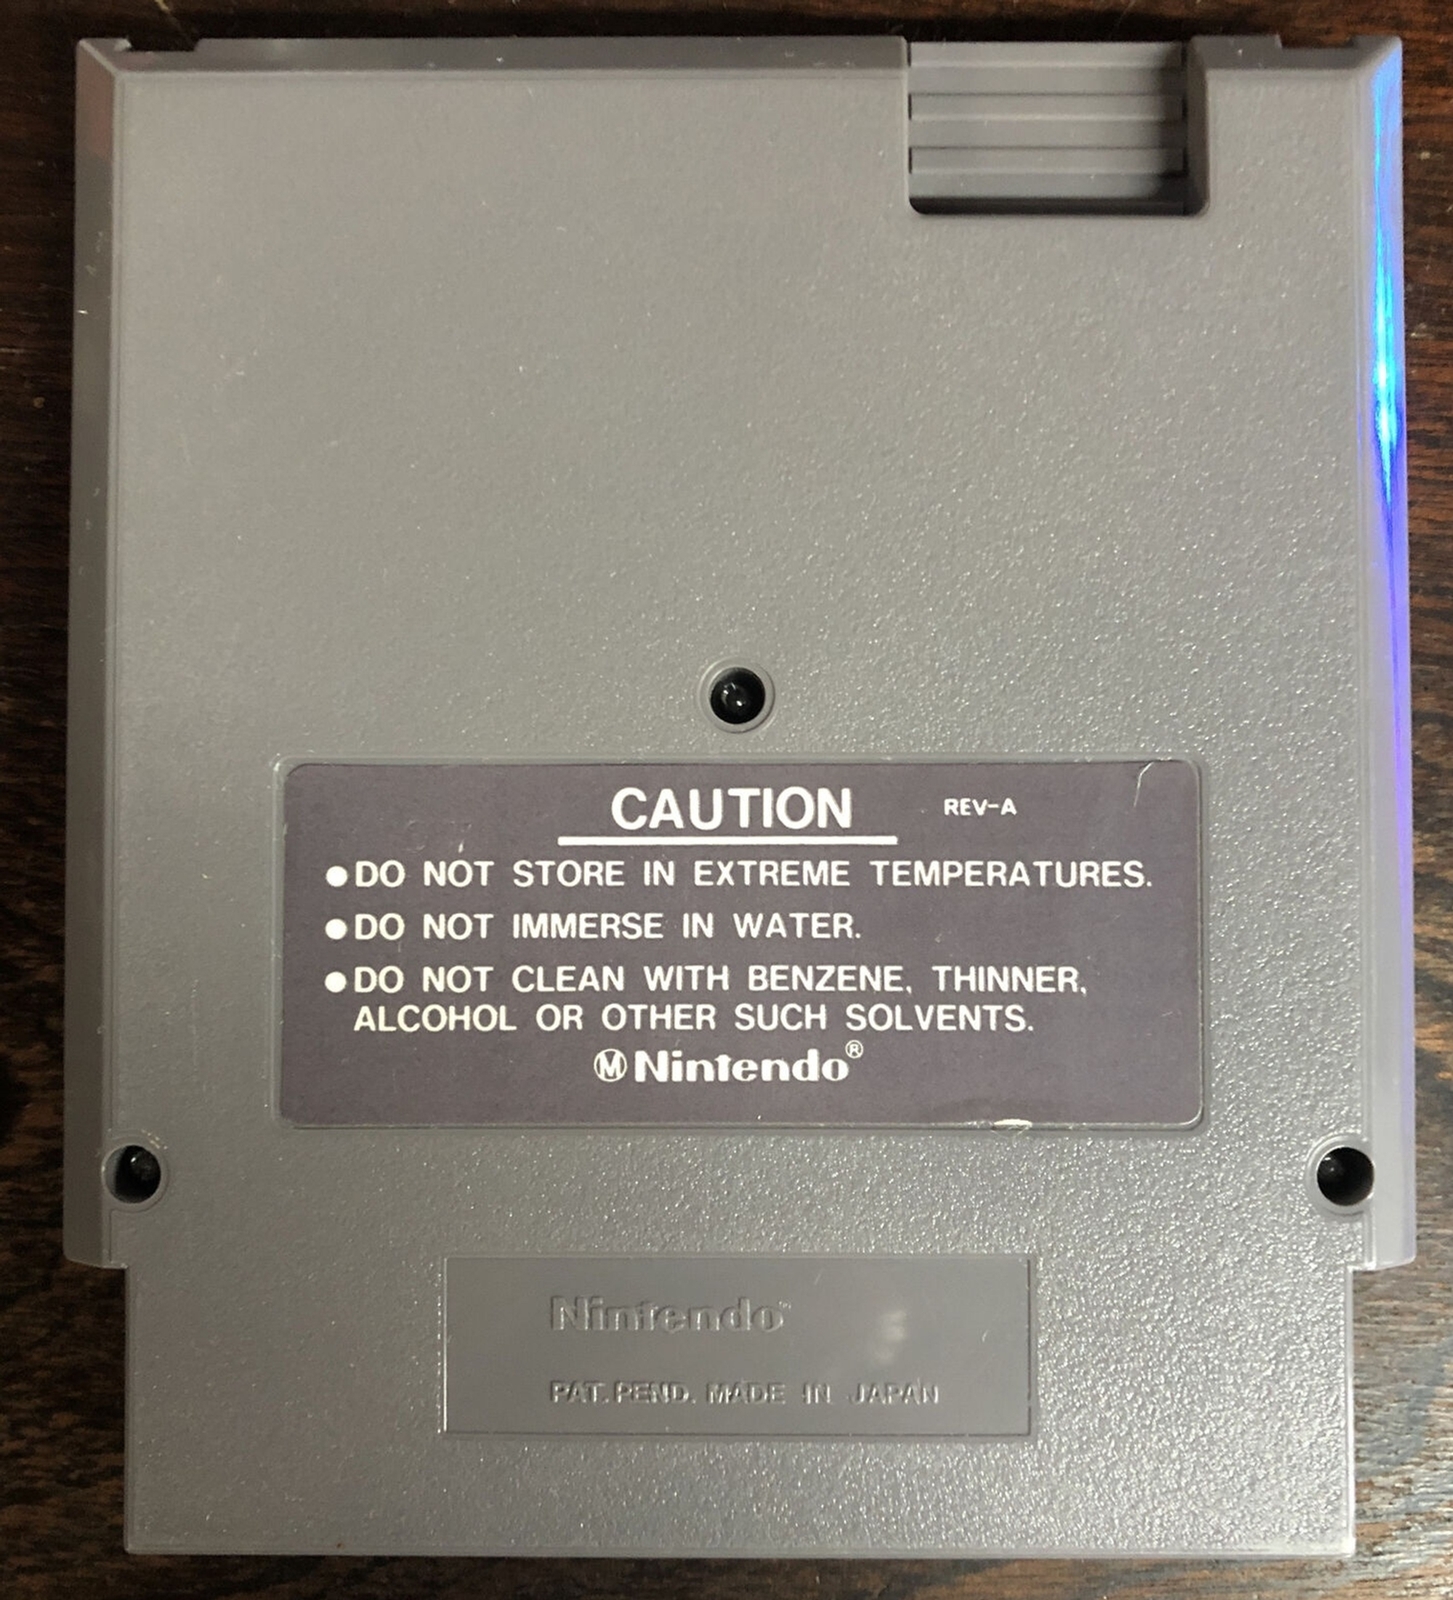 CAUTION REV-A
●DO NOT STORE IN EXTREME TEMPERATURES.
●DO NOT IMMERSE IN WATER.
●DO NOT CLEAN WITH BENZENE, THINNER,
ALCOHOL OR OTHER SUCH SOLVENTS.
Ⓜ Nintendo®
Nintendo™
PAT. PEND. MADE IN JAPAN